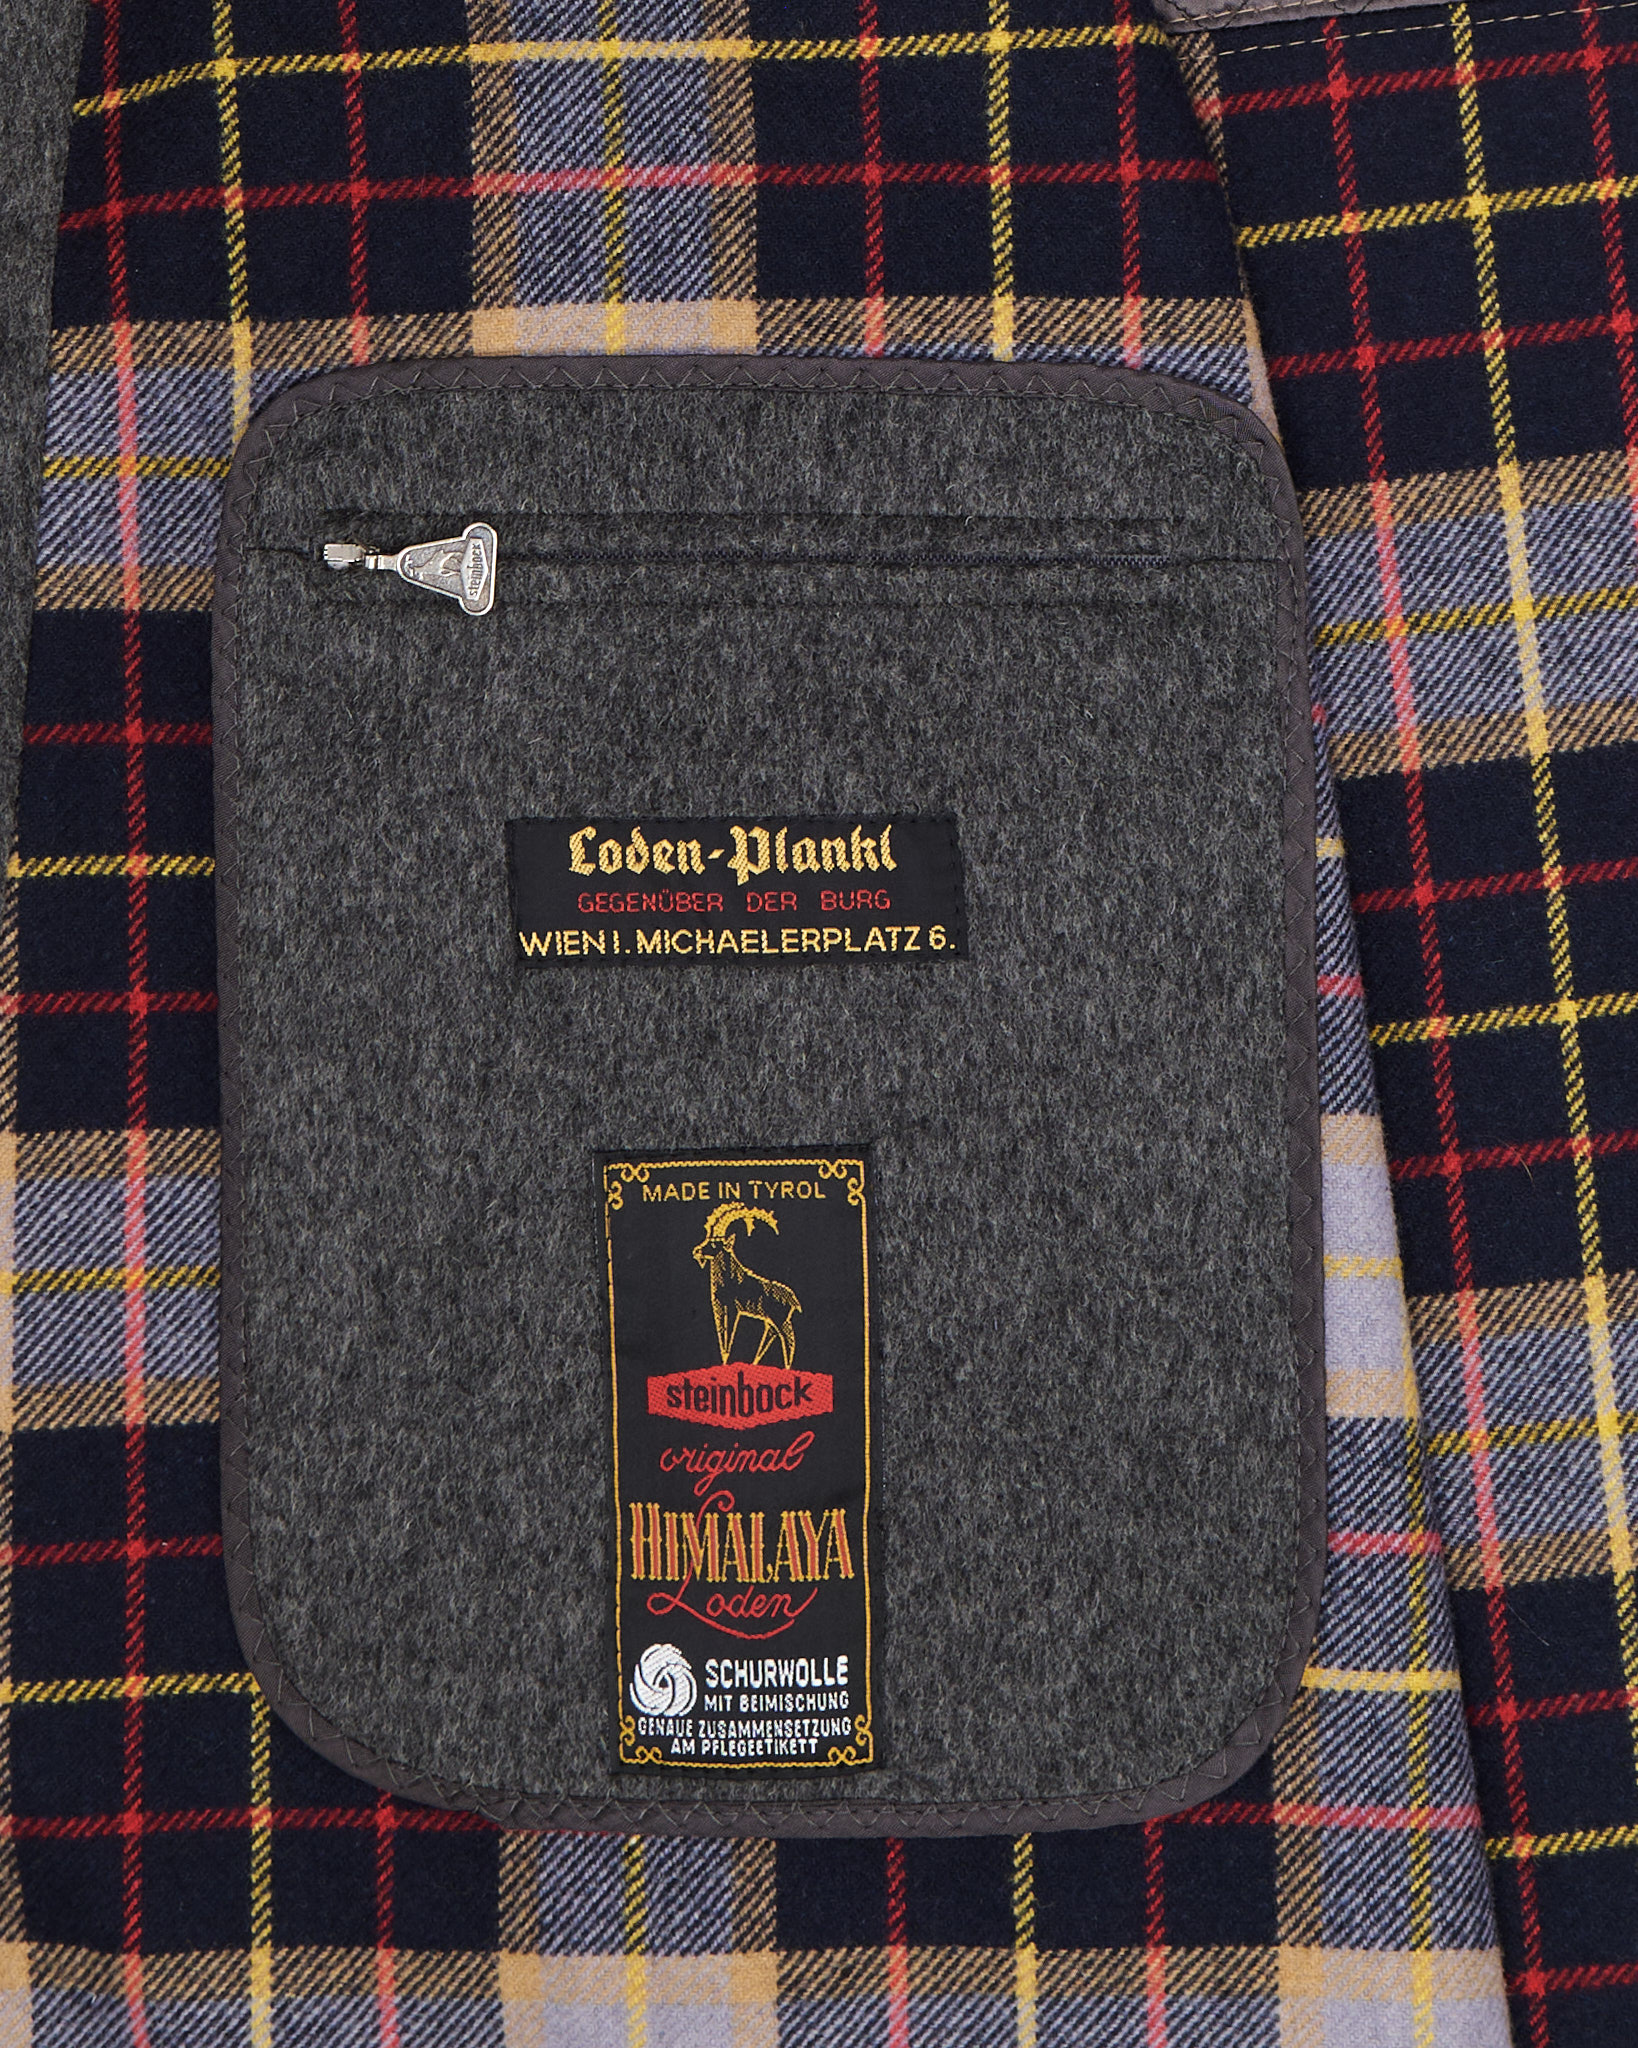 steinbock
Loden-Plankl
GEGENÜBER DER BURG
WIEN I. MICHAELERPLATZ 6.
MADE IN TYROL
steinbock
original
HIMALAYA
Loden
SCHURWOLLE
MIT BEIMISCHUNG
GENAUE ZUSAMMENSETZUNG
AM PFLEGEETIKETT